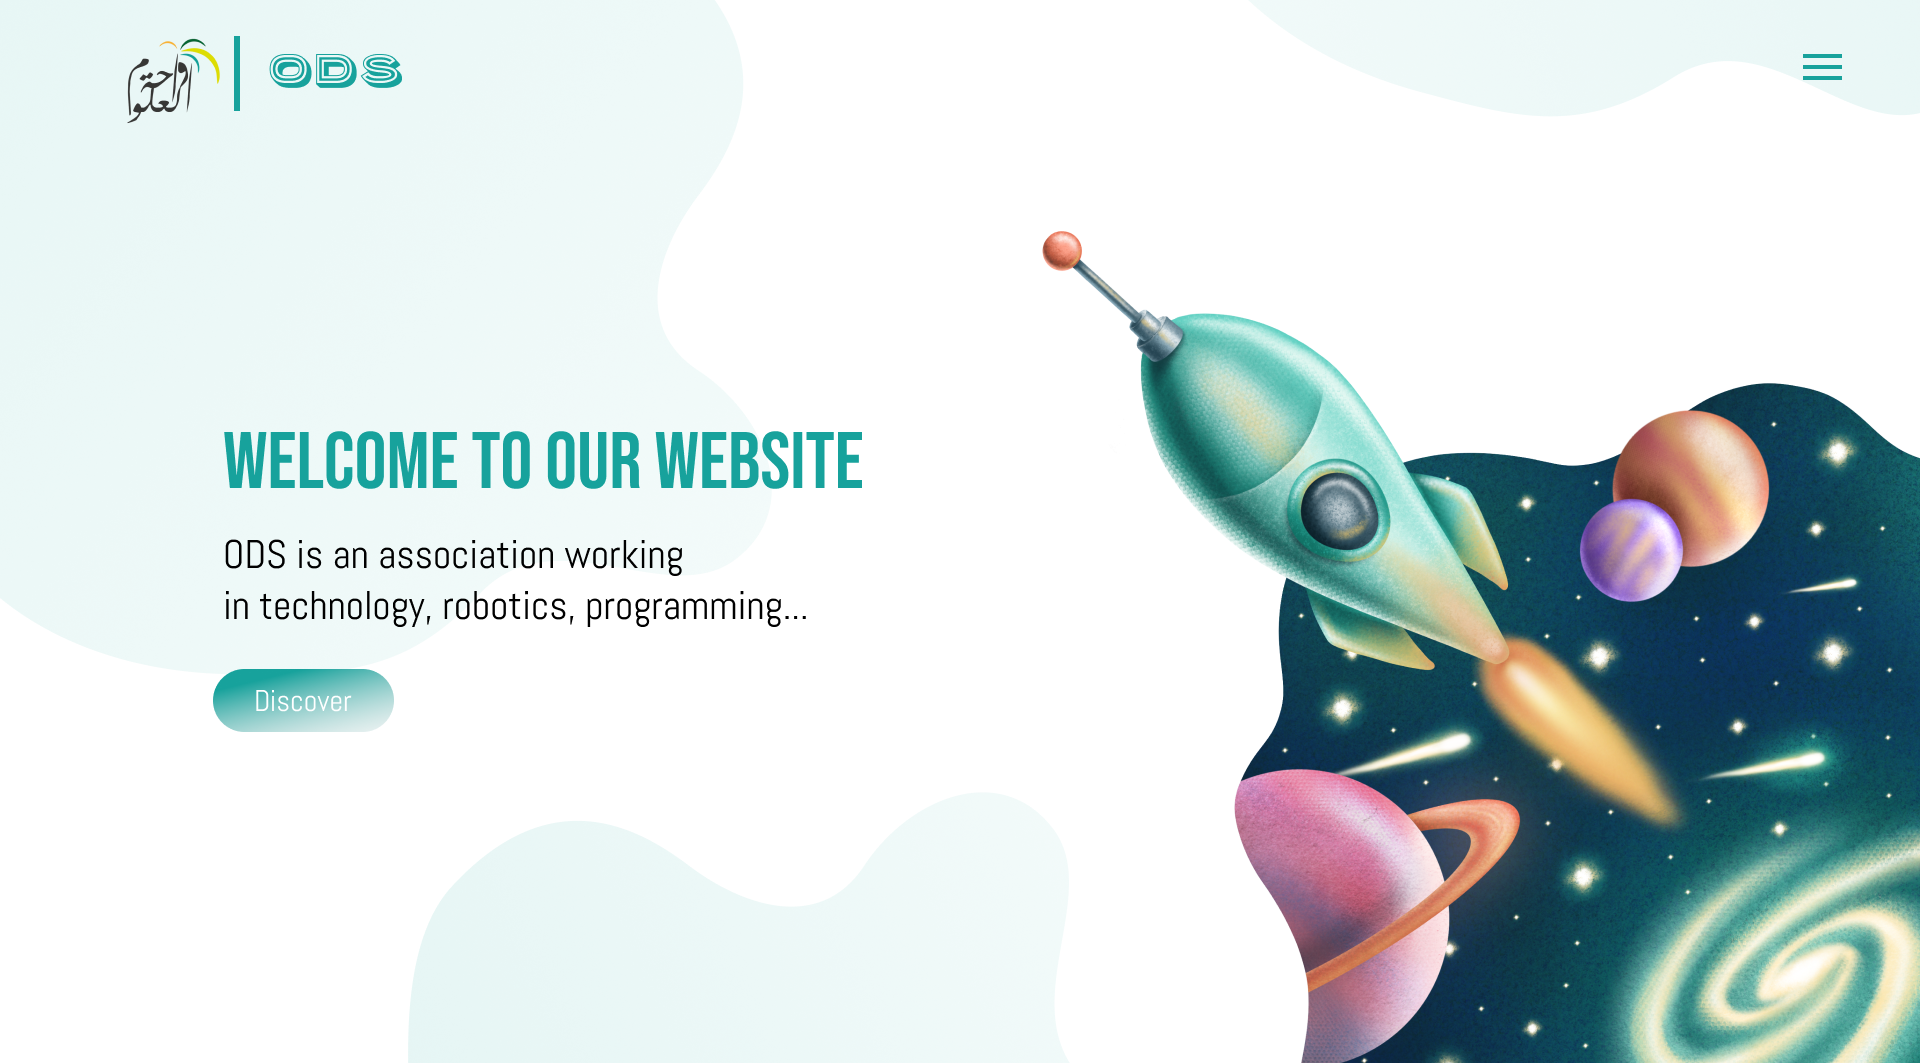 واحة
العلوم
ODS
WELCOME TO OUR WEBSITE
ODS is an association working
in technology, robotics, programming...
Discover